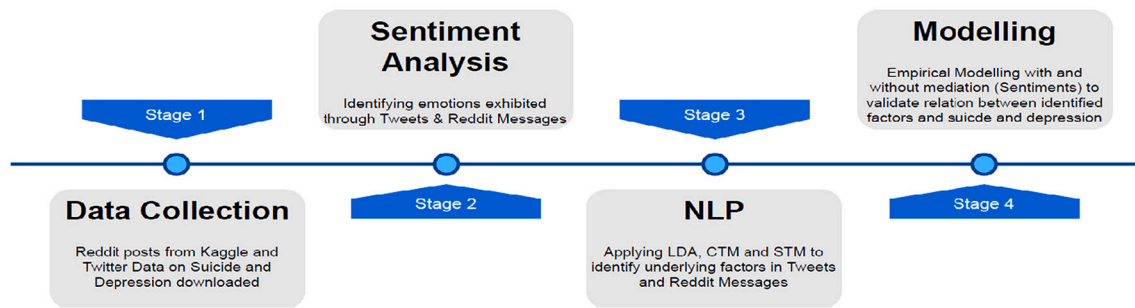 Stage 1
Data Collection
Reddit posts from Kaggle and
Twitter Data on Suicide and
Depression downloaded
Sentiment
Analysis
Identifying emotions exhibited
through Tweets & Reddit Messages
Stage 2
Stage 3
NLP
Applying LDA, CTM and STM to
identify underlying factors in Tweets
and Reddit Messages
Modelling
Empirical Modelling with and
without mediation (Sentiments) to
validate relation between identified
factors and suicde and depression
Stage 4